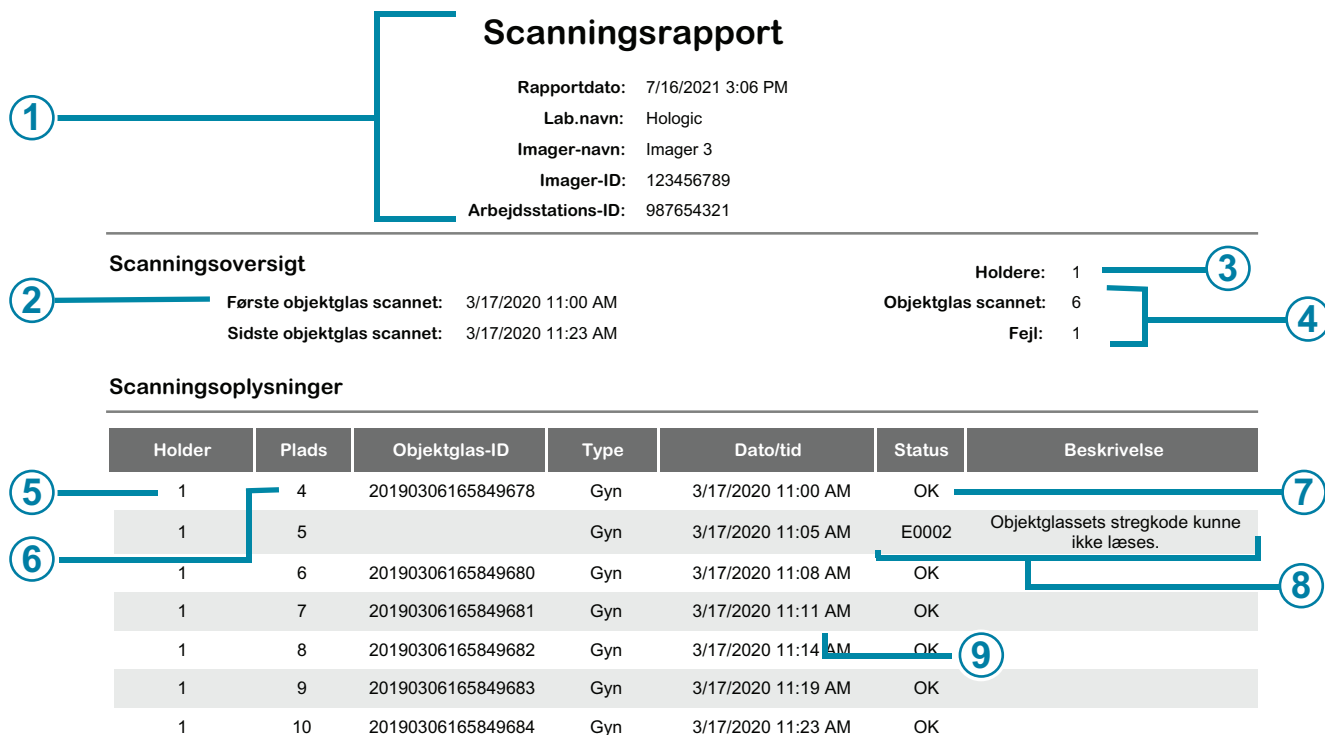 Scanningsrapport
Rapportdato: 7/16/2021 3:06 PM
1
Lab.navn: Hologic
Imager-navn: Imager 3
Imager-ID: 123456789
Arbejdsstations-ID: 987654321
Scanningsoversigt
Holdere: 1
3
2
Første objektglas scannet: 3/17/2020 11:00 AM
Objektglas scannet: 6
4
Sidste objektglas scannet: 3/17/2020 11:23 AM
Fejl: 1
Scanningsoplysninger
Holder Plads Objektglas-ID Type Dato/tid Status Beskrivelse
5
1 4 20190306165849678 Gyn 3/17/2020 11:00 AM OK
7
1 5 Gyn 3/17/2020 11:05 AM E0002 Objektglassets stregkode kunne
ikke læses.
6
1 6 20190306165849680 Gyn 3/17/2020 11:08 AM OK
8
1 7 20190306165849681 Gyn 3/17/2020 11:11 AM OK
1 8 20190306165849682 Gyn 3/17/2020 11:14 AM OK
9
1 9 20190306165849683 Gyn 3/17/2020 11:19 AM OK
1 10 20190306165849684 Gyn 3/17/2020 11:23 AM OK